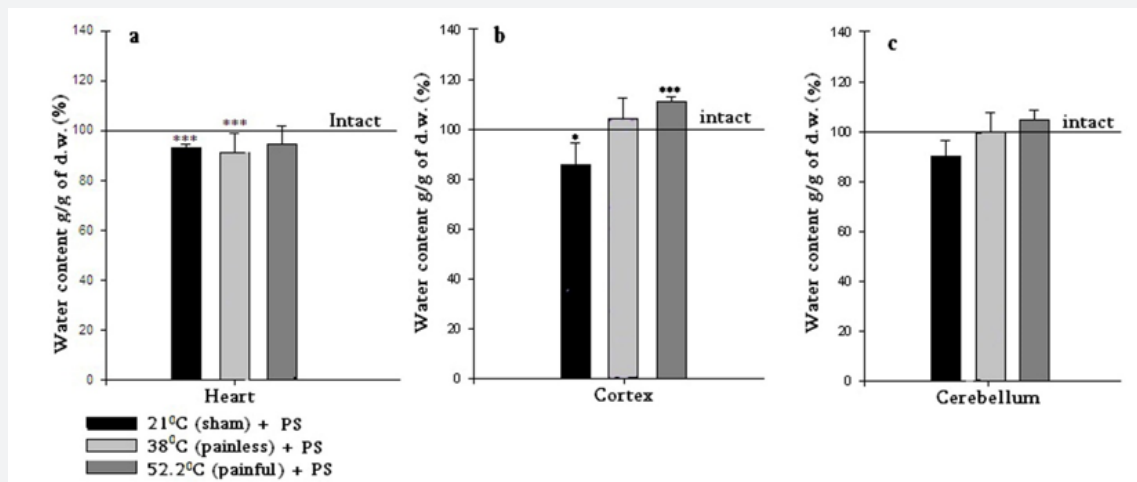 a
Water content g/g of d.w. (%)
140
120
100
80
60
40
20
0
Intact
***
***
Heart
b
Water content g/g of d.w. (%)
140
120
100
80
60
40
20
0
intact
*
***
Cortex
c
Water content g/g of d.w. (%)
140
120
100
80
60
40
20
0
intact
Cerebellum
21⁰C (sham) + PS
38⁰C (painless) + PS
52.2⁰C (painful) + PS